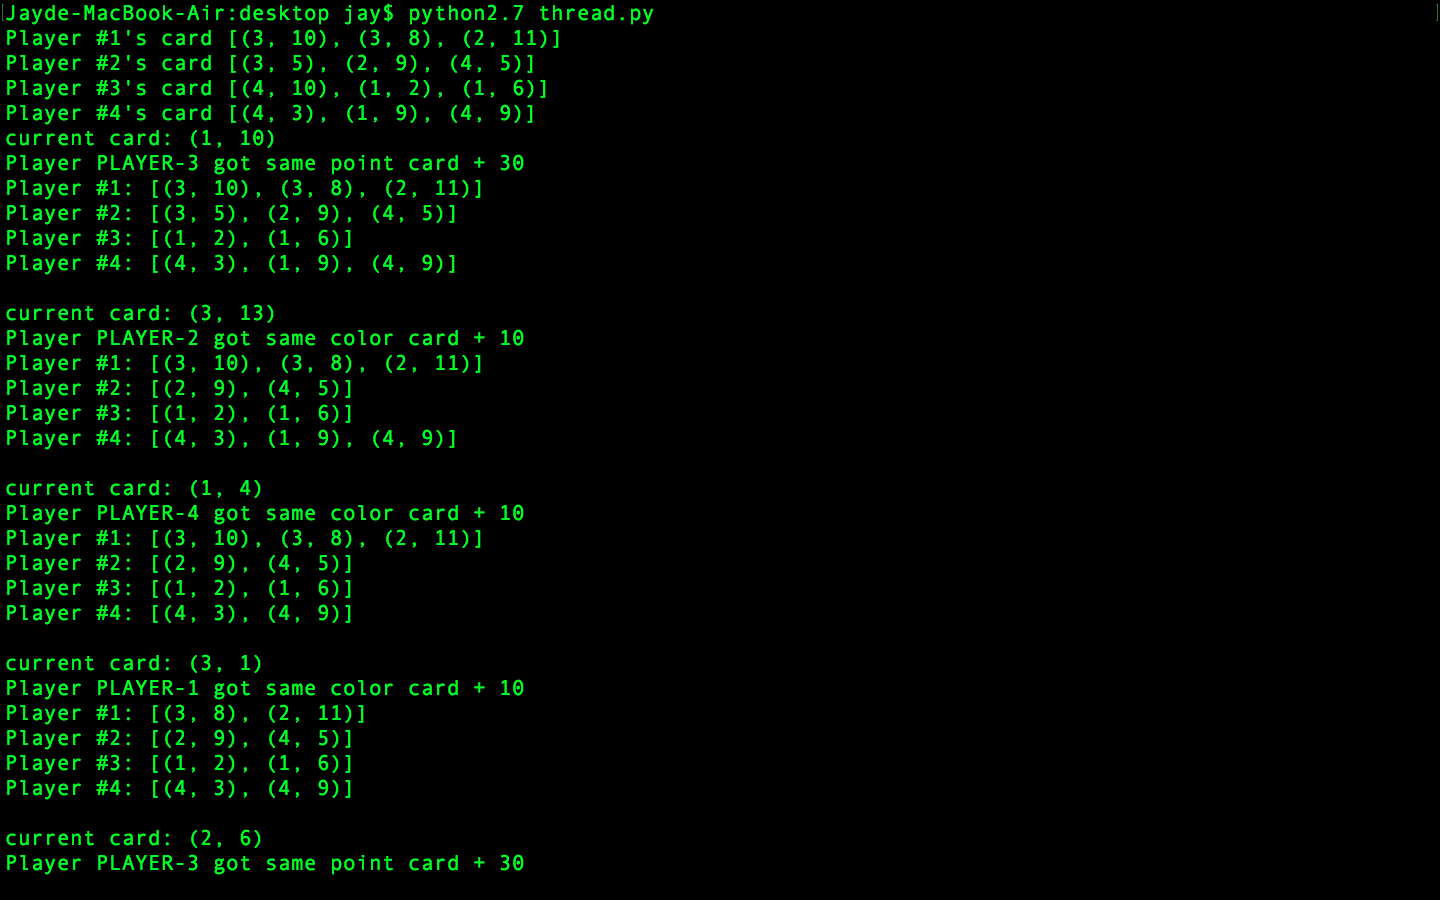 Jayde-MacBook-Air:desktop jay$ python2.7 thread.py
Player #1's card [(3, 10), (3, 8), (2, 11)]
Player #2's card [(3, 5), (2, 9), (4, 5)]
Player #3's card [(4, 10), (1, 2), (1, 6)]
Player #4's card [(4, 3), (1, 9), (4, 9)]
current card: (1, 10)
Player PLAYER-3 got same point card + 30
Player #1: [(3, 10), (3, 8), (2, 11)]
Player #2: [(3, 5), (2, 9), (4, 5)]
Player #3: [(1, 2), (1, 6)]
Player #4: [(4, 3), (1, 9), (4, 9)]
current card: (3, 13)
Player PLAYER-2 got same color card + 10
Player #1: [(3, 10), (3, 8), (2, 11)]
Player #2: [(2, 9), (4, 5)]
Player #3: [(1, 2), (1, 6)]
Player #4: [(4, 3), (1, 9), (4, 9)]
current card: (1, 4)
Player PLAYER-4 got same color card + 10
Player #1: [(3, 10), (3, 8), (2, 11)]
Player #2: [(2, 9), (4, 5)]
Player #3: [(1, 2), (1, 6)]
Player #4: [(4, 3), (4, 9)]
current card: (3, 1)
Player PLAYER-1 got same color card + 10
Player #1: [(3, 8), (2, 11)]
Player #2: [(2, 9), (4, 5)]
Player #3: [(1, 2), (1, 6)]
Player #4: [(4, 3), (4, 9)]
current card: (2, 6)
Player PLAYER-3 got same point card + 30